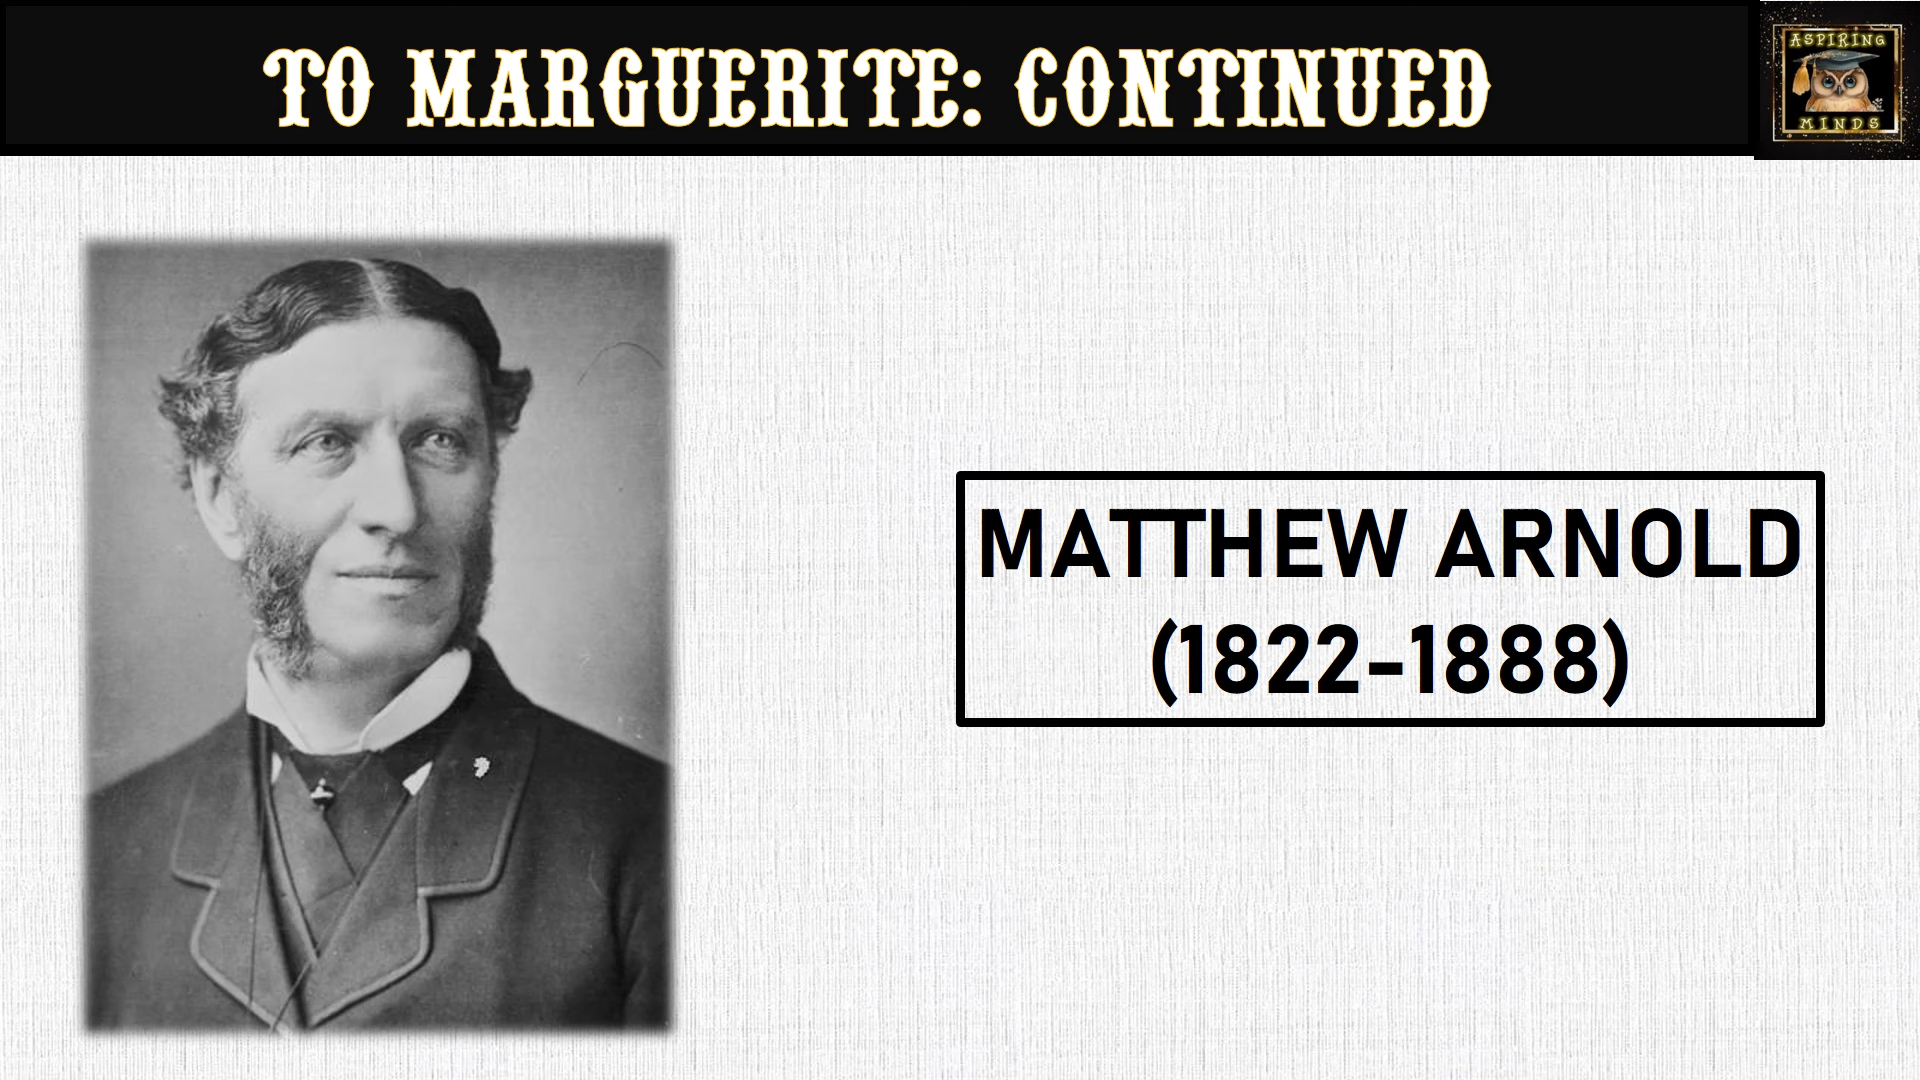 TO MARGUERITE: CONTINUED
ASPIRING
MINDS
MATTHEW ARNOLD
(1822-1888)